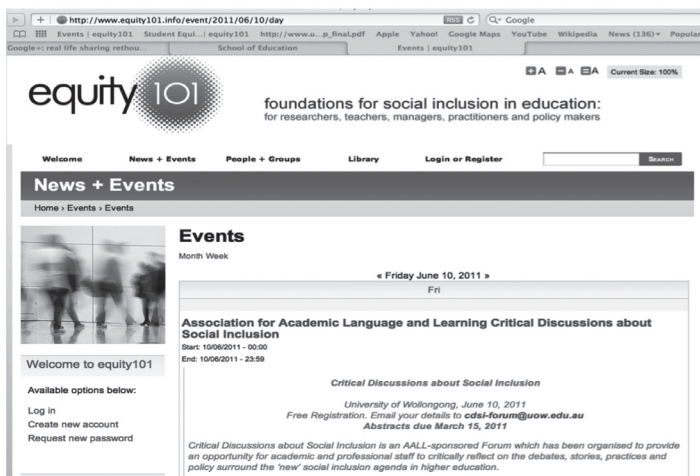 http://www.equity101.info/event/2011/06/10/day RSS Google
Events | equity101 Student Equi...| equity101 http://www.u...p_final.pdf Apple Yahoo! Google Maps YouTube Wikipedia News (136) Popular
Google+: real life sharing rethou... School of Education Events | equity101
A A A Current Size: 100%
equity 101
foundations for social inclusion in education:
for researchers, teachers, managers, practitioners and policy makers
Welcome News + Events People + Groups Library Login or Register SEARCH
News + Events
Home › Events › Events
Events
Month Week
« Friday June 10, 2011 »
Fri
Association for Academic Language and Learning Critical Discussions about
Social Inclusion
Start: 10/06/2011 - 00:00
End: 10/06/2011 - 23:59
Critical Discussions about Social Inclusion
University of Wollongong, June 10, 2011
Free Registration. Email your details to cdsi-forum@uow.edu.au
Abstracts due March 15, 2011
Critical Discussions about Social Inclusion is an AALL-sponsored Forum which has been organised to provide
an opportunity for academic and professional staff to critically reflect on the debates, stories, practices and
policy surround the 'new' social inclusion agenda in higher education.
Welcome to equity101
Available options below:
Log in
Create new account
Request new password